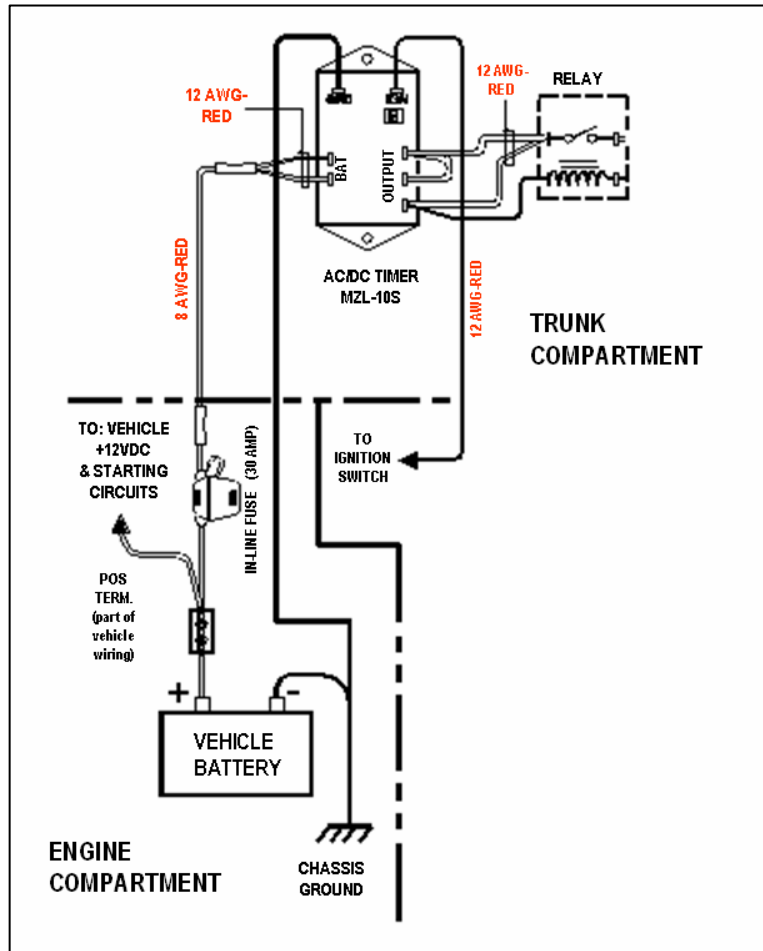 12 AWG-
RED
12 AWG-
RED
RELAY
GRD
IGN
BAT
OUTPUT
8 AWG-RED
AC/DC TIMER
MZL-10S
12 AWG-RED
TRUNK
COMPARTMENT
TO: VEHICLE
+12VDC
& STARTING
CIRCUITS
IN-LINE FUSE (30 AMP)
TO
IGNITION
SWITCH
POS
TERM.
(part of
vehicle
wiring)
+
-
VEHICLE
BATTERY
ENGINE
COMPARTMENT
CHASSIS
GROUND